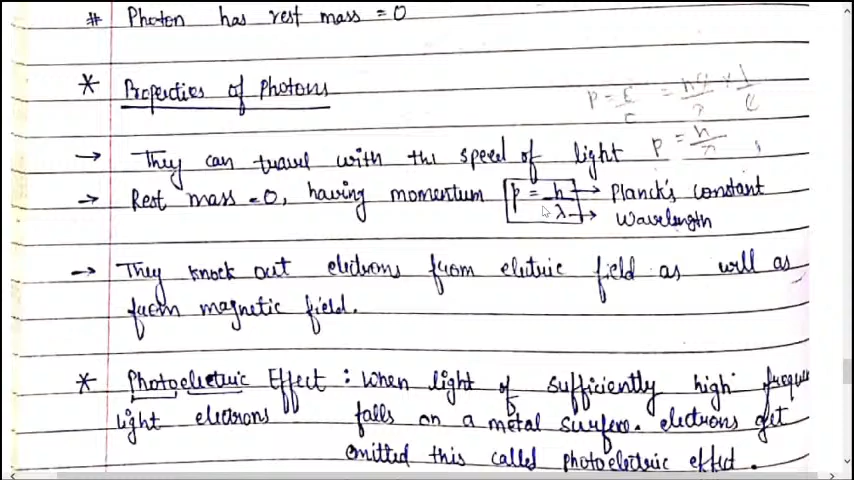 # Photon has rest mass = 0
* Properties of Photons
p = E/c = hc/λ × 1/c
→ They can travel with the speed of light p = h/λ
→ Rest mass = 0, having momentum p = h/λ → Planck's constant
→ Wavelength
→ They knock out electrons from electric field as well as
from magnetic field.
* Photoelectric Effect : When light of sufficiently high
light electrons falls on a metal surface. electrons get
emitted this called photoelectric effect.